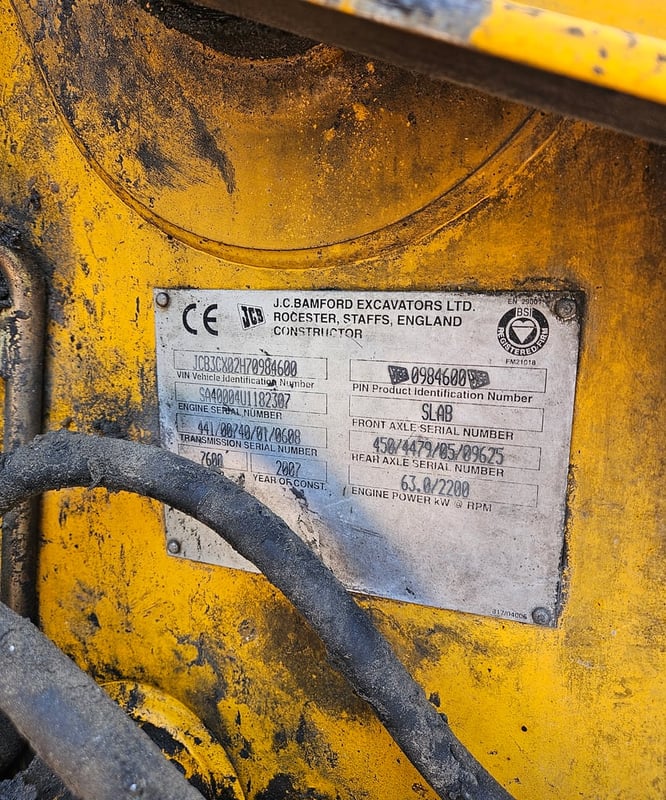 CE JCB J.C.BAMFORD EXCAVATORS LTD.
ROCESTER, STAFFS, ENGLAND
CONSTRUCTOR
EN 29001
BSI
REGISTERED FIRM
FM21018
JCB3CX02H70984600
VIN Vehicle Identification Number
0984600
PIN Product Identification Number
SA40004U1182307
ENGINE SERIAL NUMBER
SLAB
FRONT AXLE SERIAL NUMBER
441/00740/01/0608
TRANSMISSION SERIAL NUMBER
450/4479/05/09625
REAR AXLE SERIAL NUMBER
7600
2007
YEAR OF CONST.
63.0/2200
ENGINE POWER kW @ RPM
317/04006